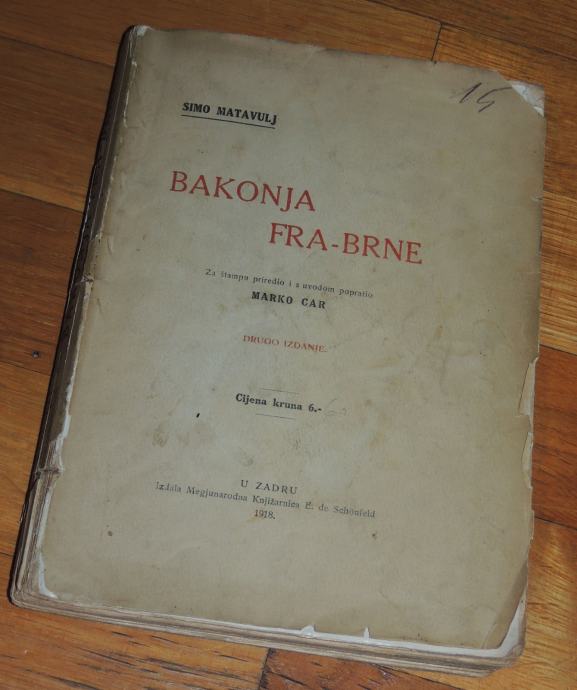 15
SIMO MATAVULJ
BAKONJA
FRA-BRNE
Za štampu priredio i s uvodom popratio
MARKO CAR
DRUGO IZDANJE.
Cijena kruna 6.-
U ZADRU
Izdala Megjunarodna Knjižarnica E. de Schönfeld
1918.